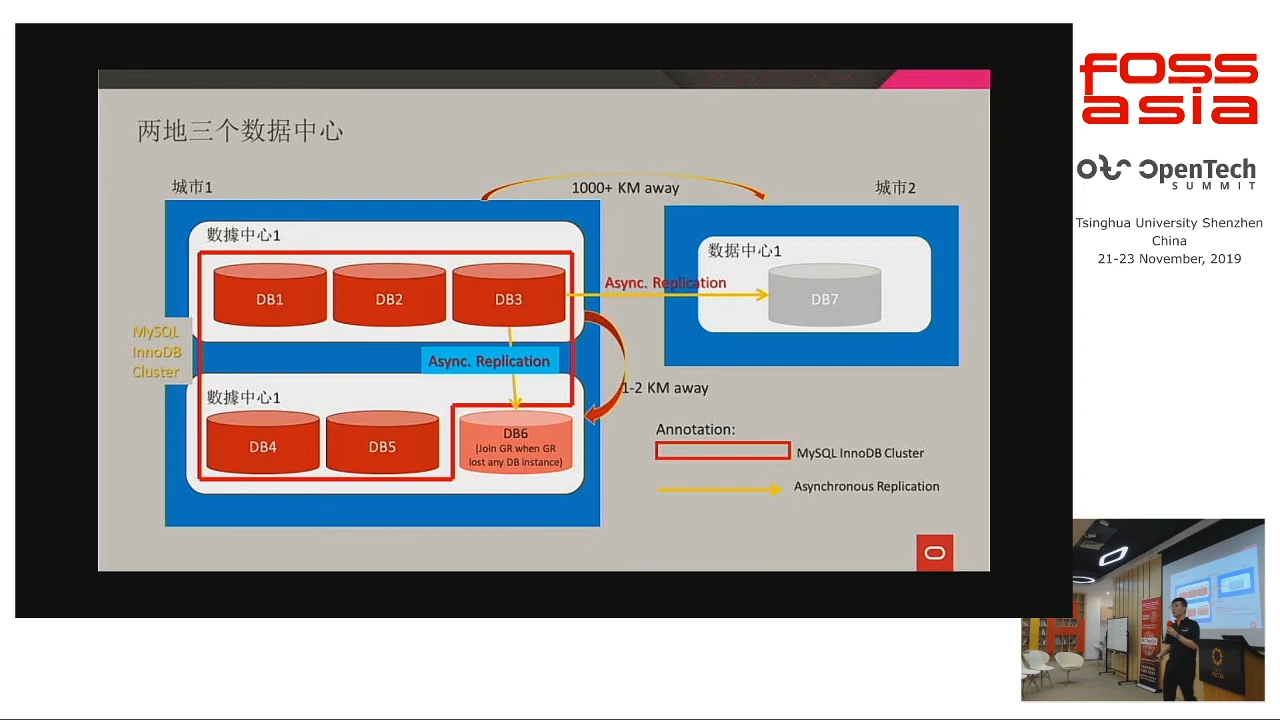 两地三个数据中心
城市1
1000+ KM away
城市2
數據中心1
DB1
DB2
DB3
Async. Replication
数据中心1
DB7
MySQL
InnoDB
Cluster
Async. Replication
1-2 KM away
數據中心1
DB4
DB5
DB6
(Join GR when GR
lost any DB instance)
Annotation:
MySQL InnoDB Cluster
Asynchronous Replication
foss
asia
OpenTech
SUMMIT
Tsinghua University Shenzhen
China
21-23 November, 2019